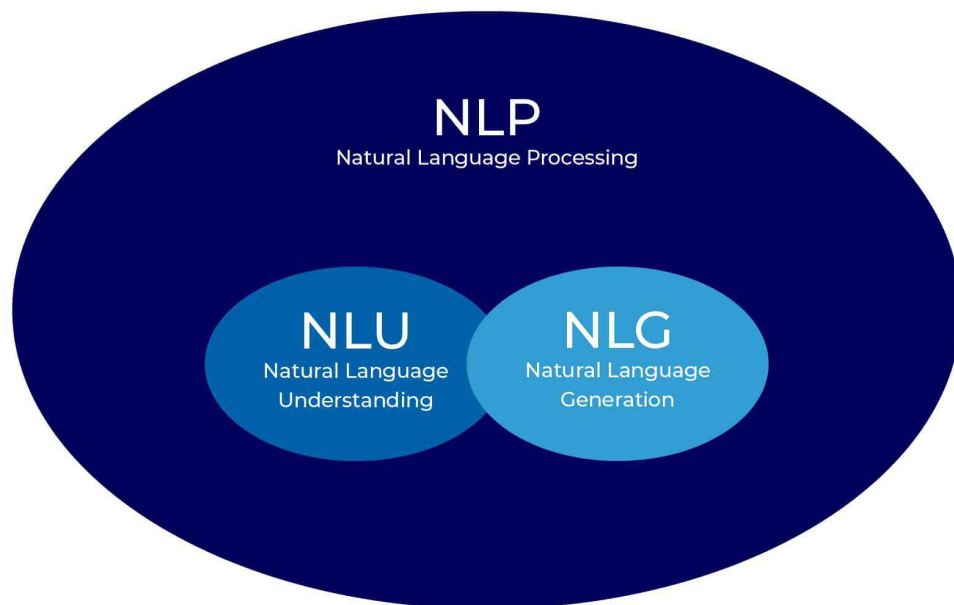 NLP
Natural Language Processing
NLU
Natural Language
Understanding
NLG
Natural Language
Generation